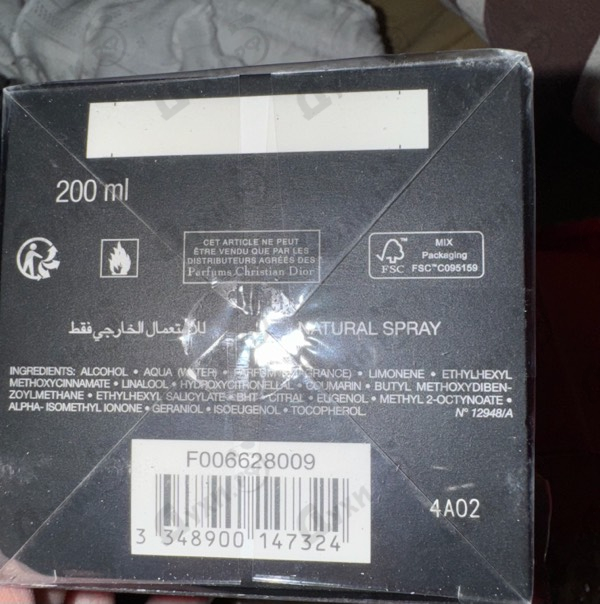 200 ml
CET ARTICLE NE PEUT
ÊTRE VENDU QUE PAR LES
DISTRIBUTEURS AGRÉÉS DES
Parfums Christian Dior
FSC
MIX
Packaging
FSC™C095159
للإستعمال الخارجي فقط
NATURAL SPRAY
INGREDIENTS: ALCOHOL • AQUA (WATER) • PARFUM (FRAGRANCE) • LIMONENE • ETHYLHEXYL
METHOXYCINNAMATE • LINALOOL • HYDROXYCITRONELLAL • COUMARIN • BUTYL METHOXYDIBEN-
ZOYLMETHANE • ETHYLHEXYL SALICYLATE • BHT • CITRAL • EUGENOL • METHYL 2-OCTYNOATE •
ALPHA- ISOMETHYL IONONE • GERANIOL • ISOEUGENOL • TOCOPHEROL.
N° 12948/A
F006628009
3 348900 147324
4A02